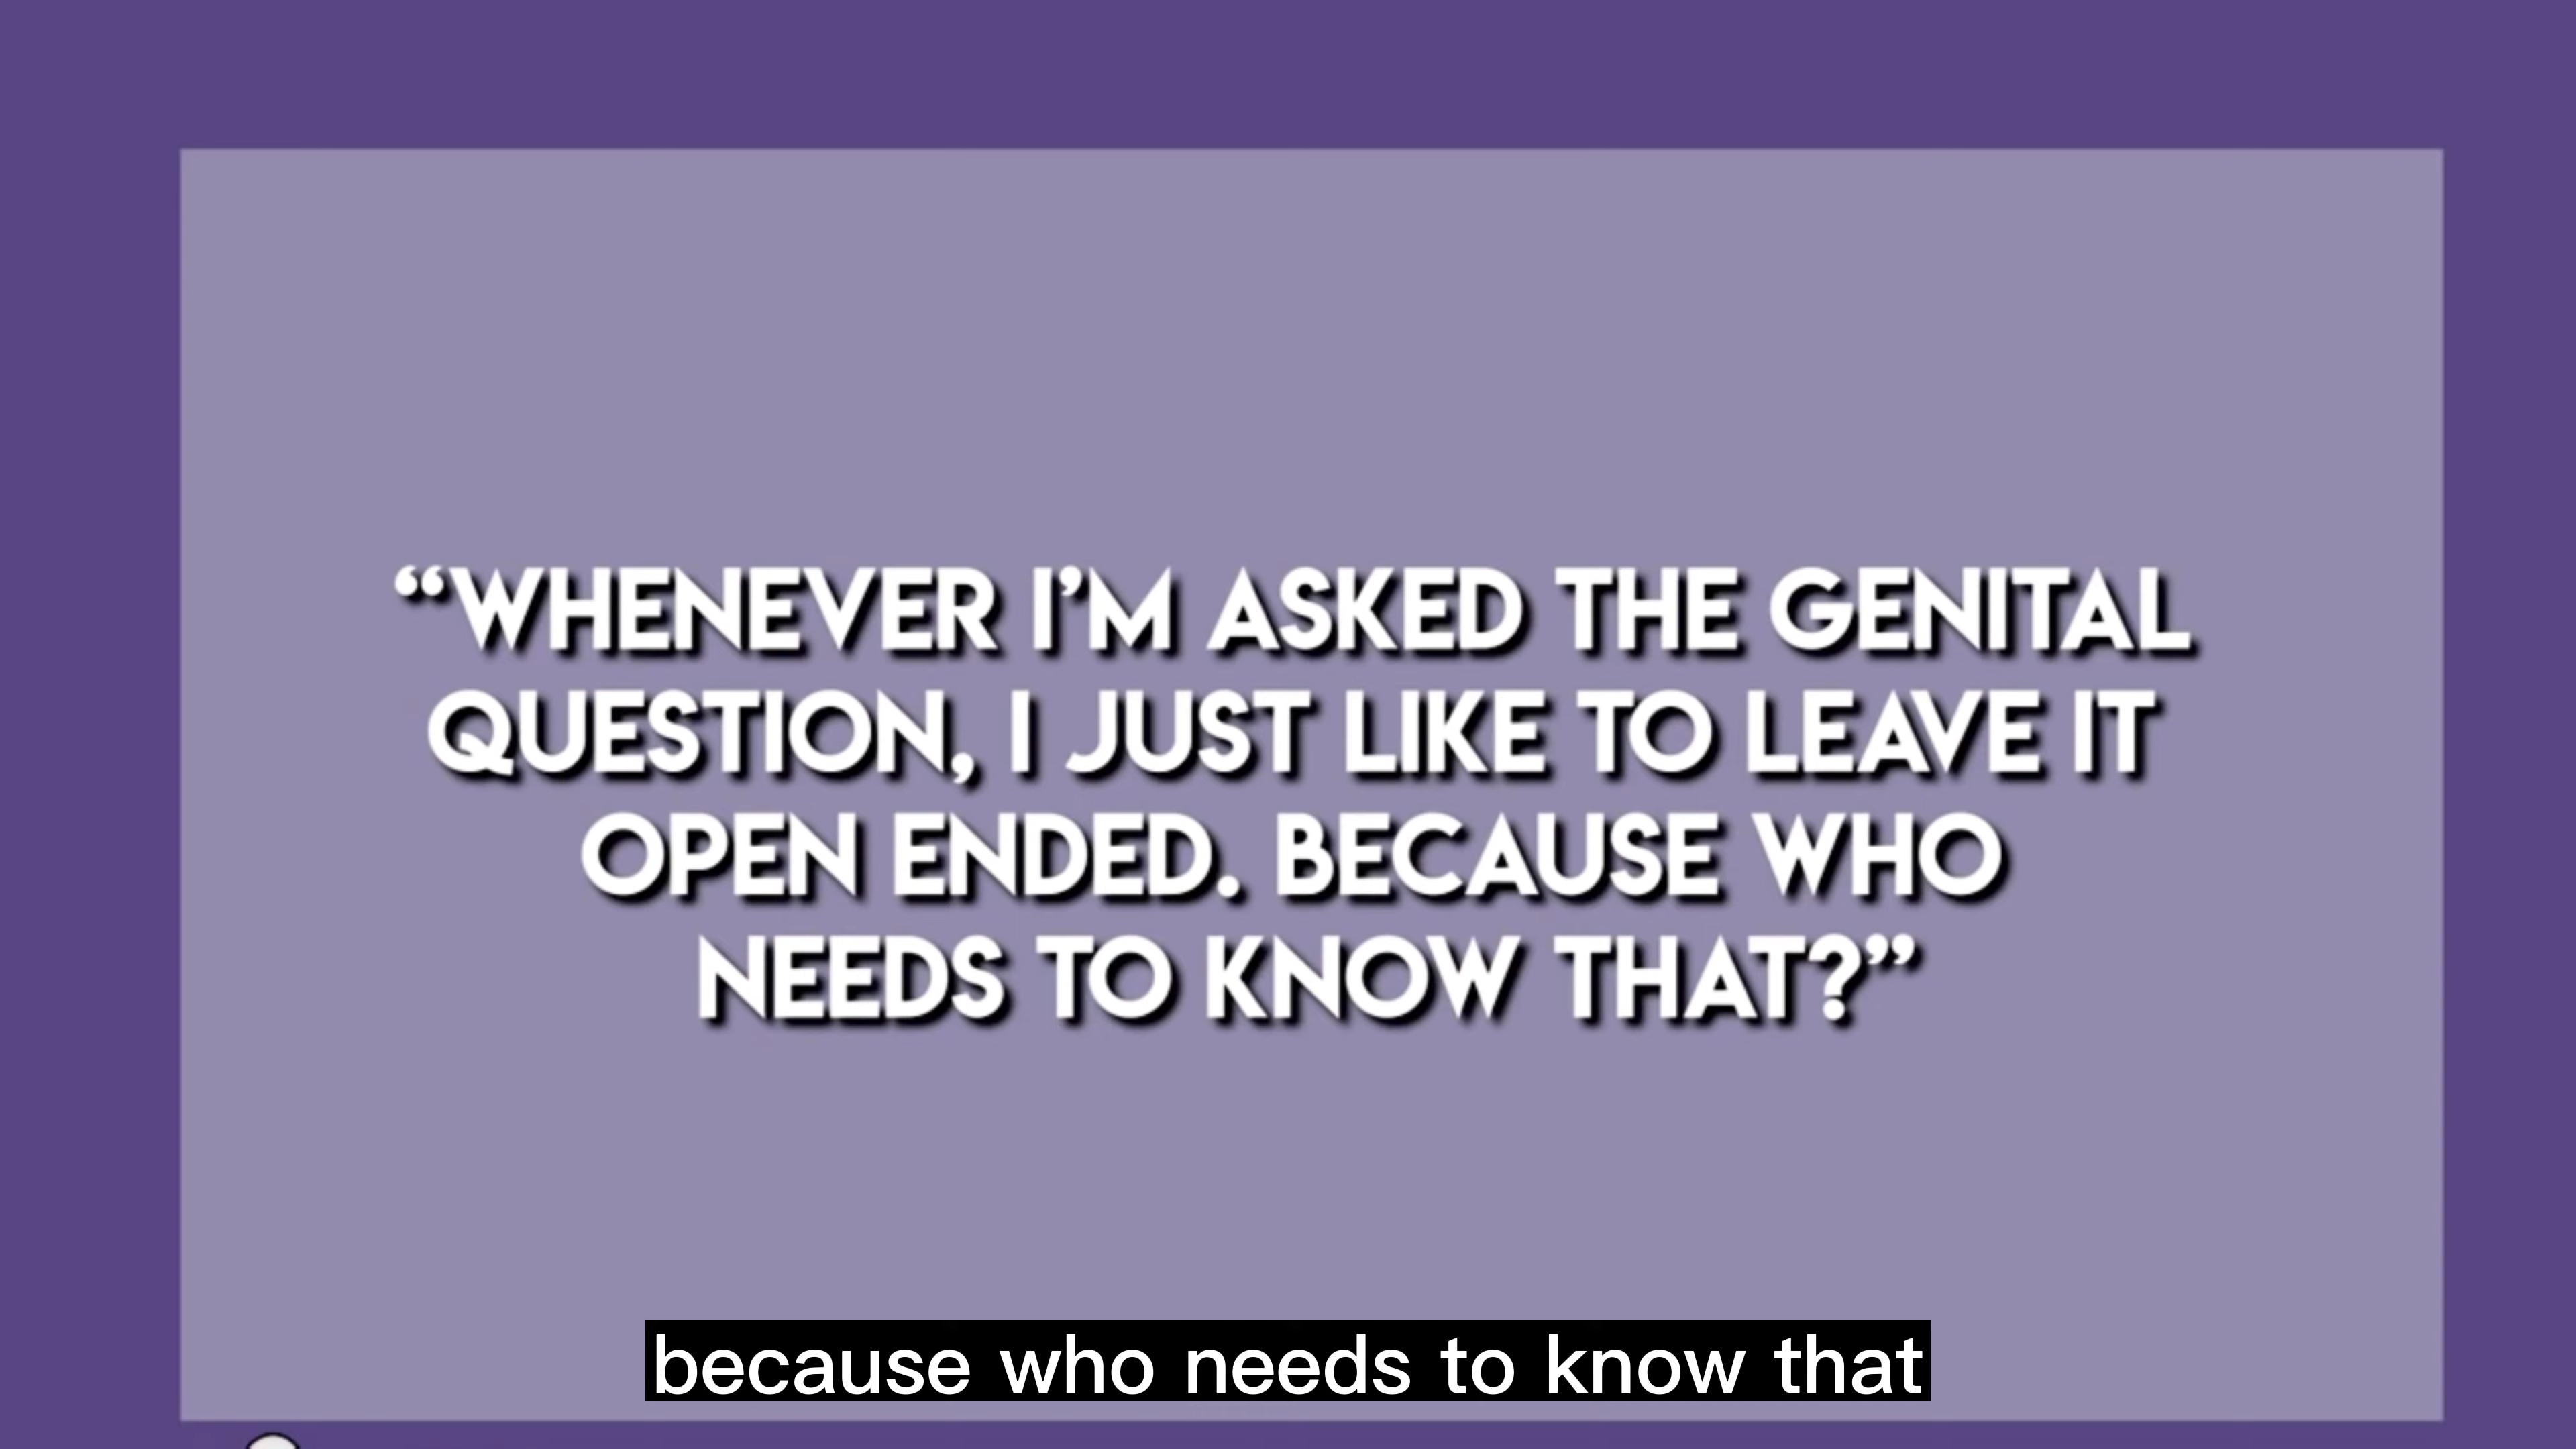 “WHENEVER I’M ASKED THE GENITAL
QUESTION, I JUST LIKE TO LEAVE IT
OPEN ENDED. BECAUSE WHO
NEEDS TO KNOW THAT?”
because who needs to know that